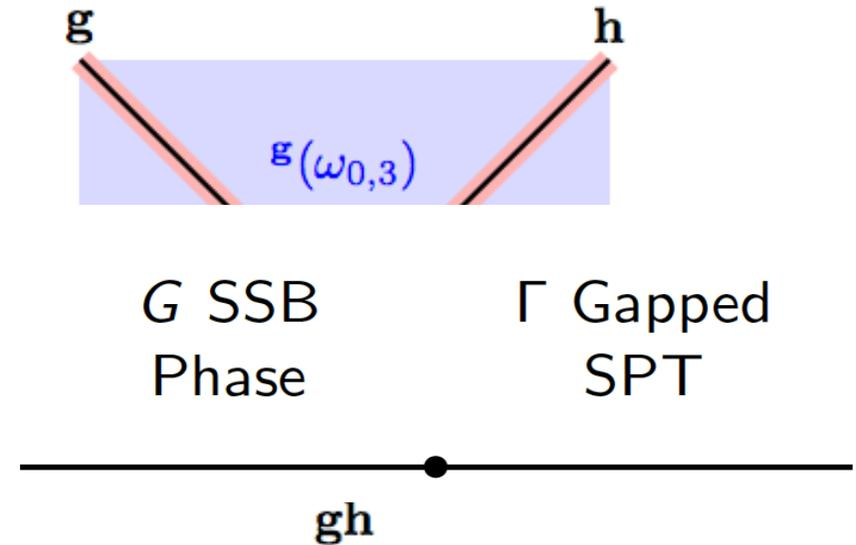 g h
g(ω0,3)
G SSB Γ Gapped
Phase SPT
gh